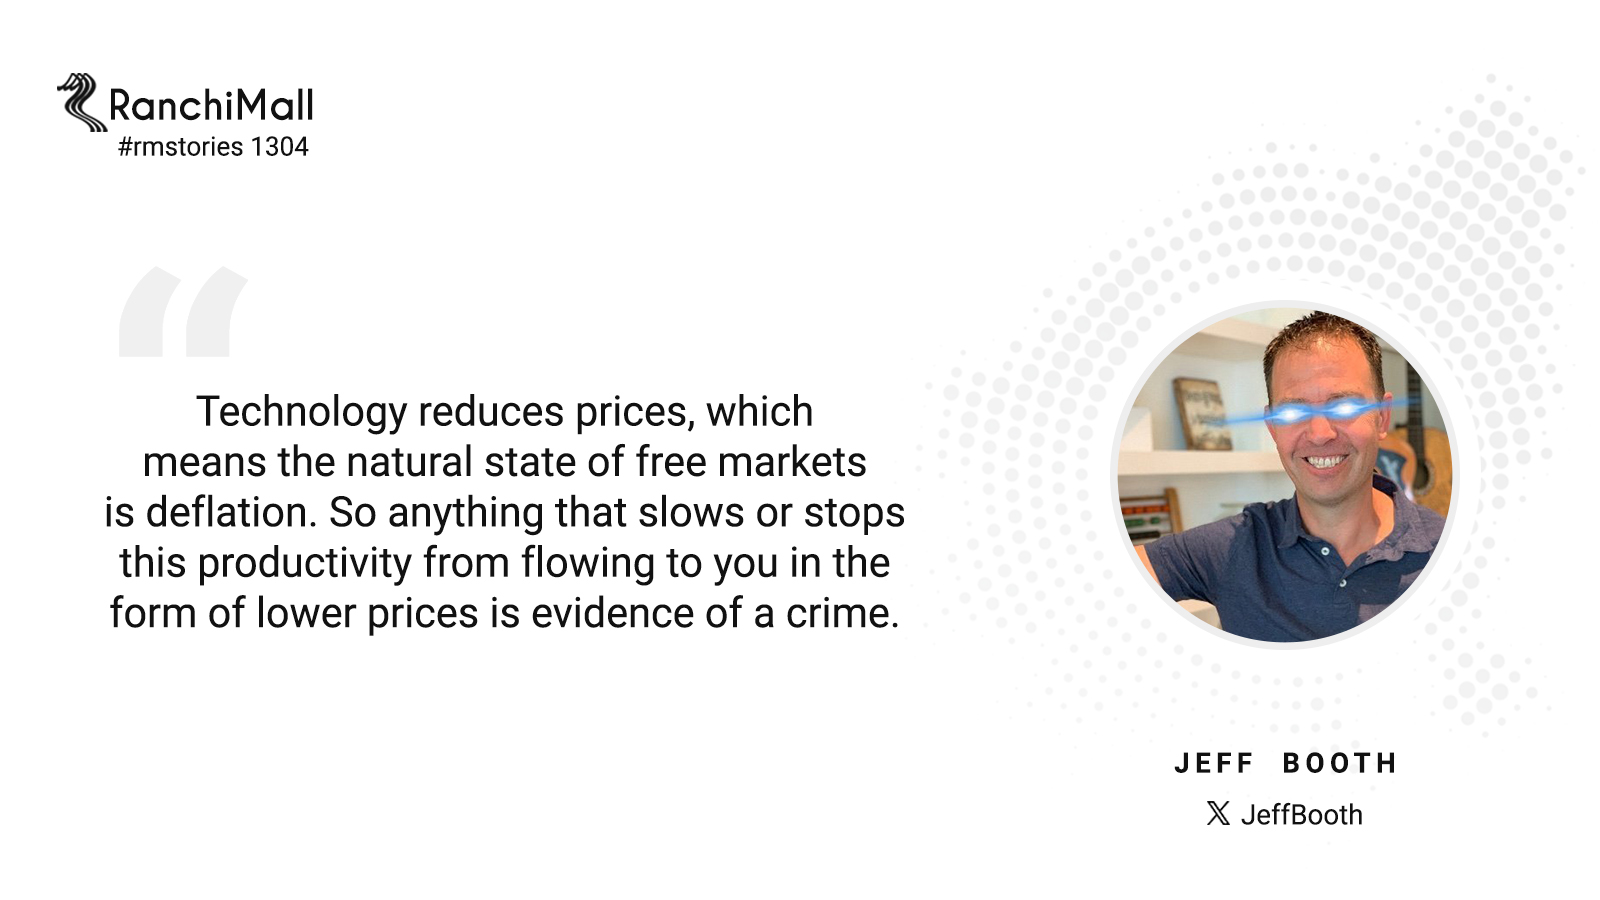 RanchiMall
#rmstories 1304
“
Technology reduces prices, which
means the natural state of free markets
is deflation. So anything that slows or stops
this productivity from flowing to you in the
form of lower prices is evidence of a crime.
JEFF BOOTH
𝕏 JeffBooth